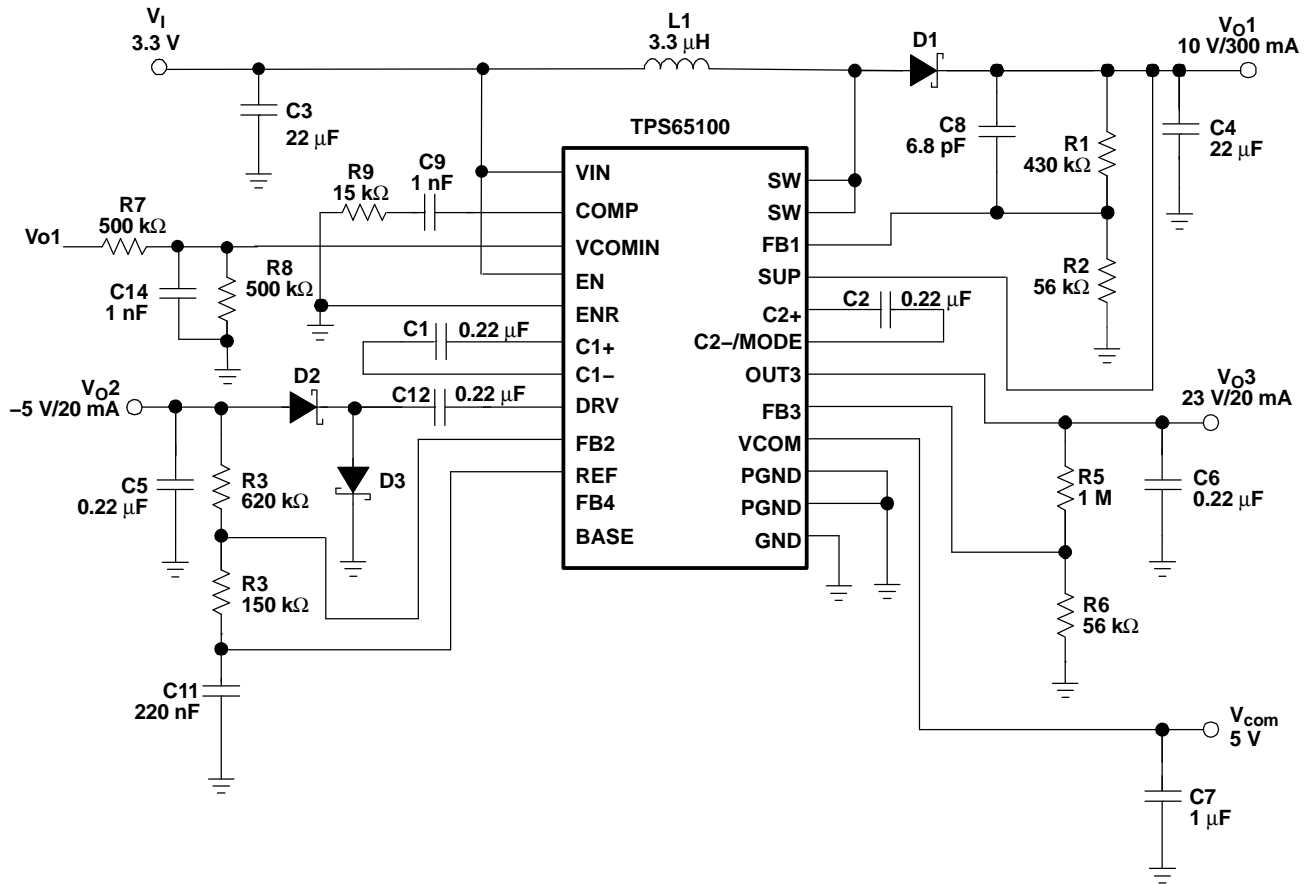 VI
3.3 V
L1
3.3 μH
D1
VO1
10 V/300 mA
C3
22 μF
TPS65100
C8
6.8 pF
R1
430 kΩ
C4
22 μF
R9
15 kΩ
C9
1 nF
VIN
SW
COMP
SW
R7
500 kΩ
Vo1
VCOMIN
FB1
R8
500 kΩ
EN
SUP
R2
56 kΩ
C14
1 nF
C2
0.22 μF
ENR
C2+
C1
0.22 μF
C1+
C2–/MODE
C1–
OUT3
D2
C12
0.22 μF
VO2
–5 V/20 mA
DRV
FB3
VO3
23 V/20 mA
FB2
VCOM
REF
PGND
C5
0.22 μF
R3
620 kΩ
D3
FB4
PGND
R5
1 M
C6
0.22 μF
BASE
GND
R3
150 kΩ
R6
56 kΩ
C11
220 nF
Vcom
5 V
C7
1 μF